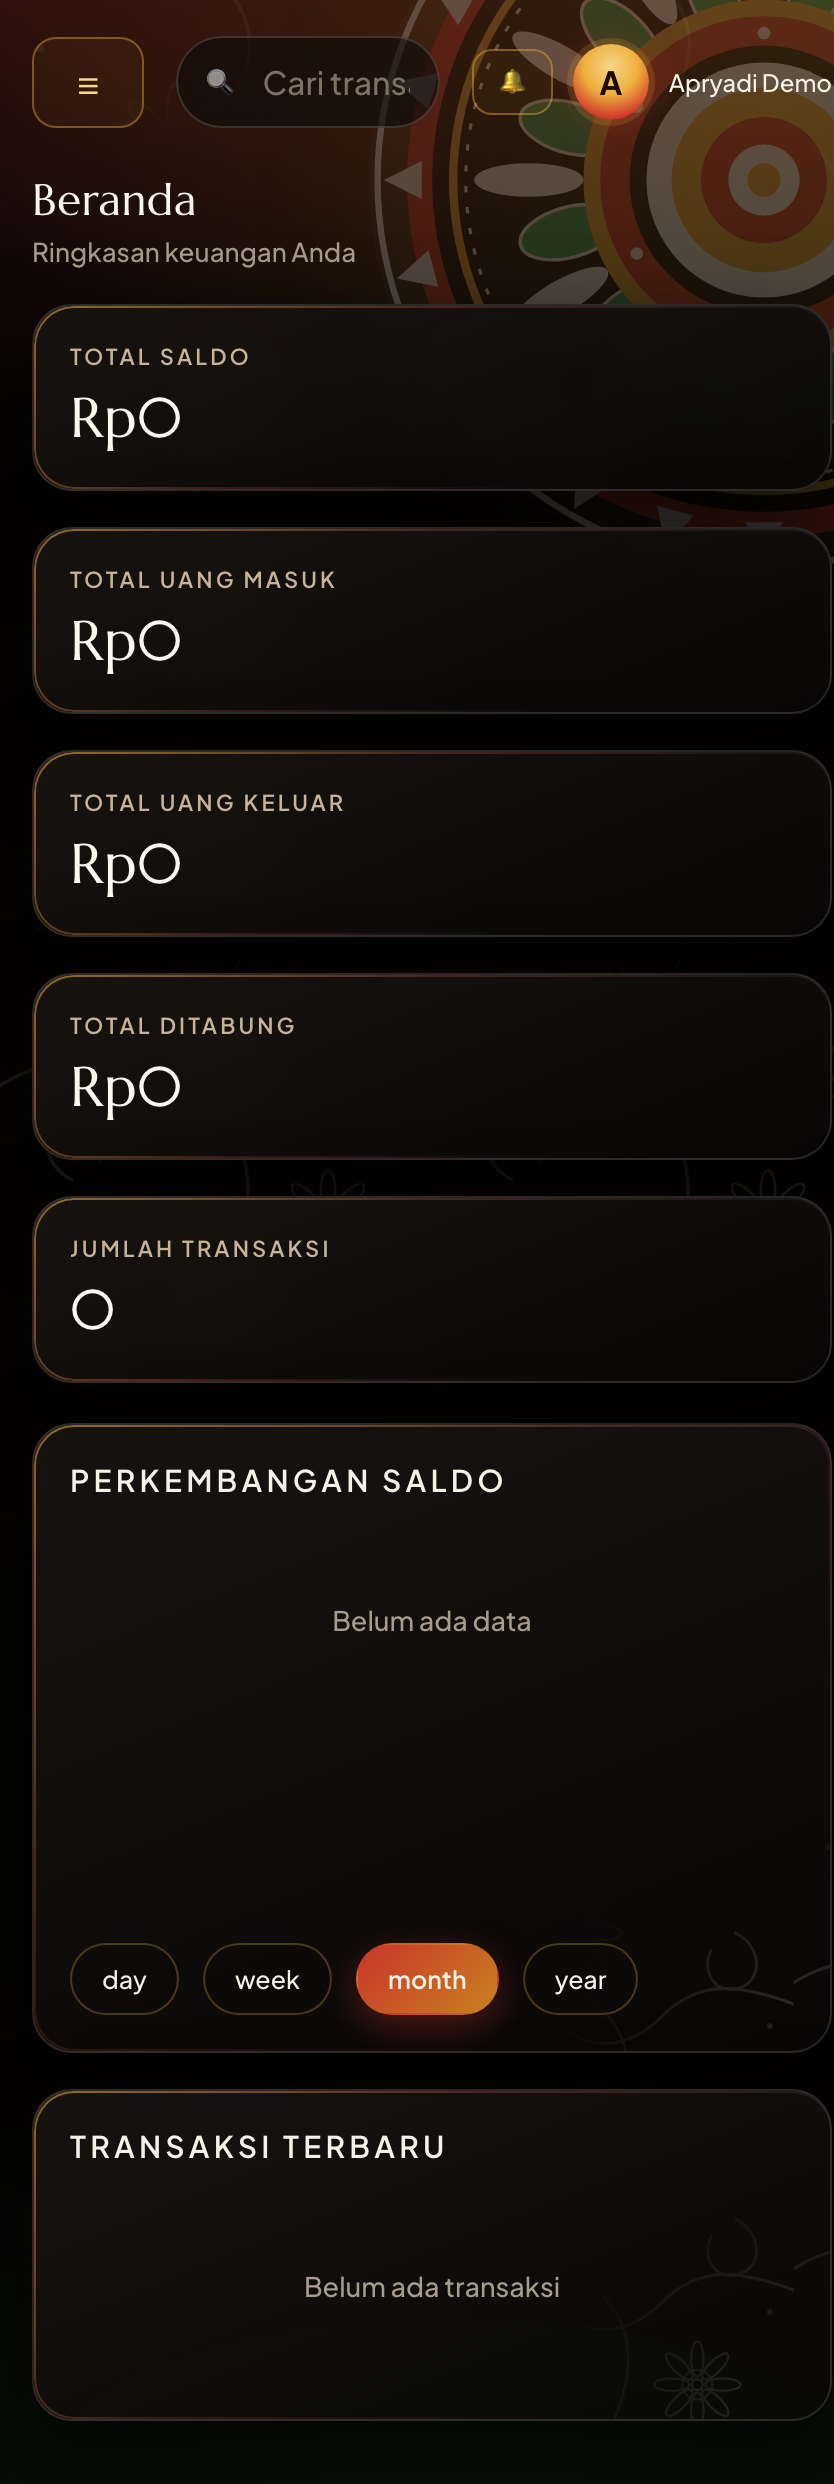 Cari trans
A
Apryadi Demo
Beranda
Ringkasan keuangan Anda
TOTAL SALDO
Rp0
TOTAL UANG MASUK
Rp0
TOTAL UANG KELUAR
Rp0
TOTAL DITABUNG
Rp0
JUMLAH TRANSAKSI
0
PERKEMBANGAN SALDO
Belum ada data
day week month year
TRANSAKSI TERBARU
Belum ada transaksi